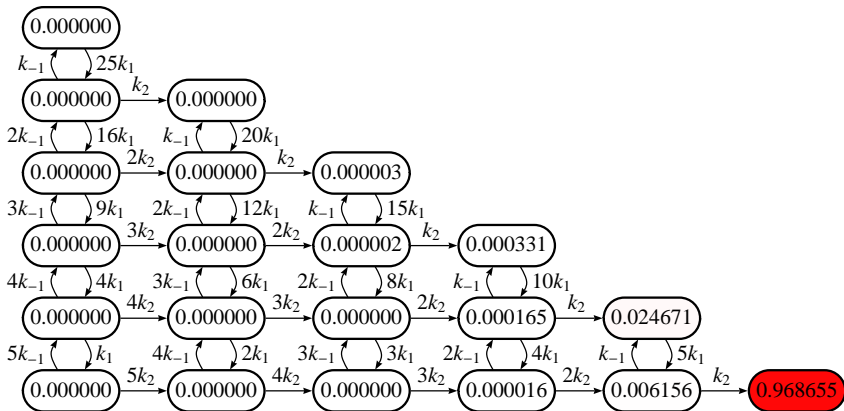 0.000000
k₋₁ 25k₁
k₂
0.000000 0.000000
2k₋₁ 16k₁ k₋₁ 20k₁
2k₂ k₂
0.000000 0.000000 0.000003
3k₋₁ 9k₁ 2k₋₁ 12k₁ k₋₁ 15k₁
3k₂ 2k₂ k₂
0.000000 0.000000 0.000002 0.000331
4k₋₁ 4k₁ 3k₋₁ 6k₁ 2k₋₁ 8k₁ k₋₁ 10k₁
4k₂ 3k₂ 2k₂ k₂
0.000000 0.000000 0.000000 0.000165 0.024671
5k₋₁ k₁ 4k₋₁ 2k₁ 3k₋₁ 3k₁ 2k₋₁ 4k₁ k₋₁ 5k₁
5k₂ 4k₂ 3k₂ 2k₂ k₂
0.000000 0.000000 0.000000 0.000016 0.006156 0.968655